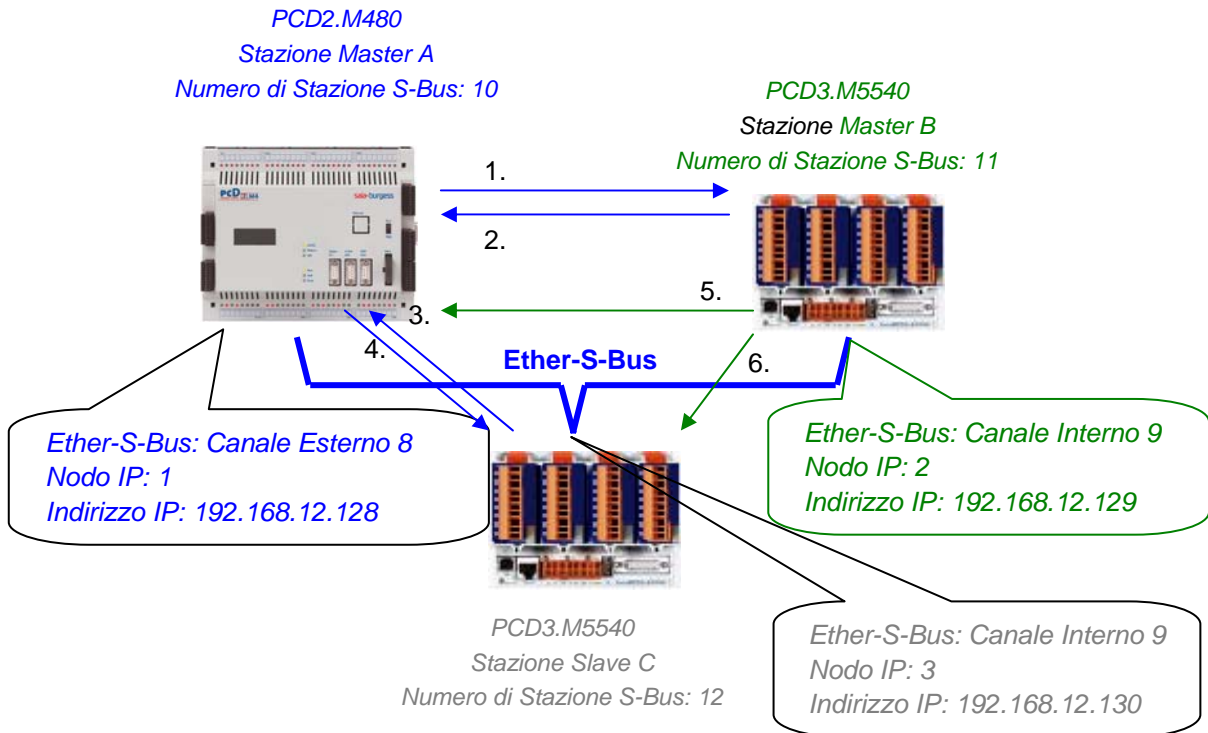 PCD2.M480
Stazione Master A
Numero di Stazione S-Bus: 10
PCD3.M5540
Stazione Master B
Numero di Stazione S-Bus: 11
saia-burgess
1.
2.
3.
4.
5.
6.
Ether-S-Bus
Ether-S-Bus: Canale Esterno 8
Nodo IP: 1
Indirizzo IP: 192.168.12.128
Ether-S-Bus: Canale Interno 9
Nodo IP: 2
Indirizzo IP: 192.168.12.129
PCD3.M5540
Stazione Slave C
Numero di Stazione S-Bus: 12
Ether-S-Bus: Canale Interno 9
Nodo IP: 3
Indirizzo IP: 192.168.12.130